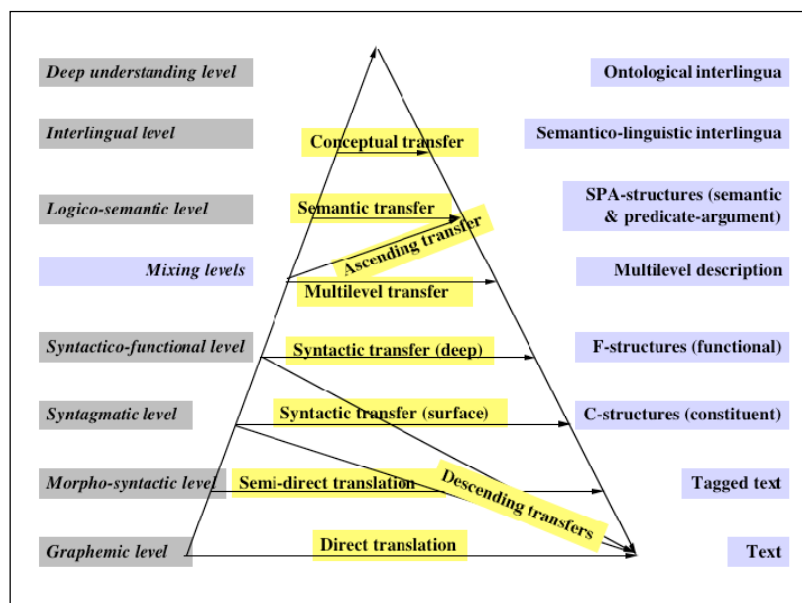 Deep understanding level
Ontological interlingua
Interlingual level
Conceptual transfer
Semantico-linguistic interlingua
Logico-semantic level
Semantic transfer
SPA-structures (semantic
& predicate-argument)
Ascending transfer
Mixing levels
Multilevel transfer
Multilevel description
Syntactico-functional level
Syntactic transfer (deep)
F-structures (functional)
Syntagmatic level
Syntactic transfer (surface)
C-structures (constituent)
Morpho-syntactic level
Semi-direct translation
Descending transfers
Tagged text
Graphemic level
Direct translation
Text